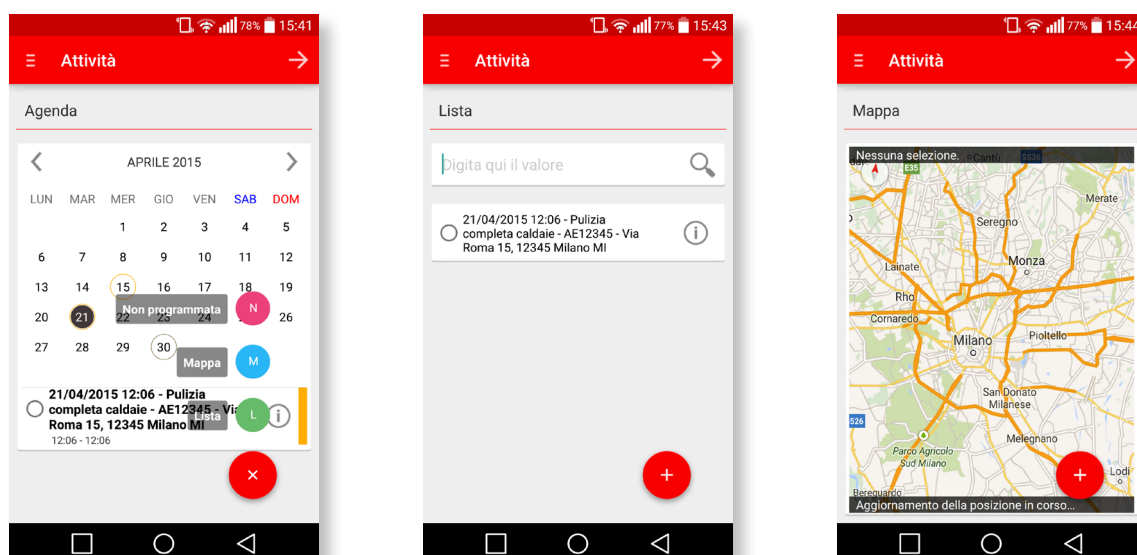 78% 15:41
Attività
Agenda
APRILE 2015
LUN MAR MER GIO VEN SAB DOM
1 2 3 4 5
6 7 8 9 10 11 12
13 14 15 16 17 18 19
20 21 22 23 24 26
27 28 29 30
Non programmata N
Mappa M
Lista L
21/04/2015 12:06 - Pulizia
completa caldaie - AE12345 - Via
Roma 15, 12345 Milano MI
12:06 - 12:06
77% 15:43
Attività
Lista
Digita qui il valore
21/04/2015 12:06 - Pulizia
completa caldaie - AE12345 - Via
Roma 15, 12345 Milano MI
77% 15:44
Attività
Mappa
Nessuna selezione.
Cantù
S536
E35
Merate
Seregno
Lainate
Monza
Rho
Cornaredo
Milano
Pioltello
San Donato
Milanese
S26
Melegnano
Parco Agricolo
Sud Milano
Lodi
Bereguardo
Aggiornamento della posizione in corso...